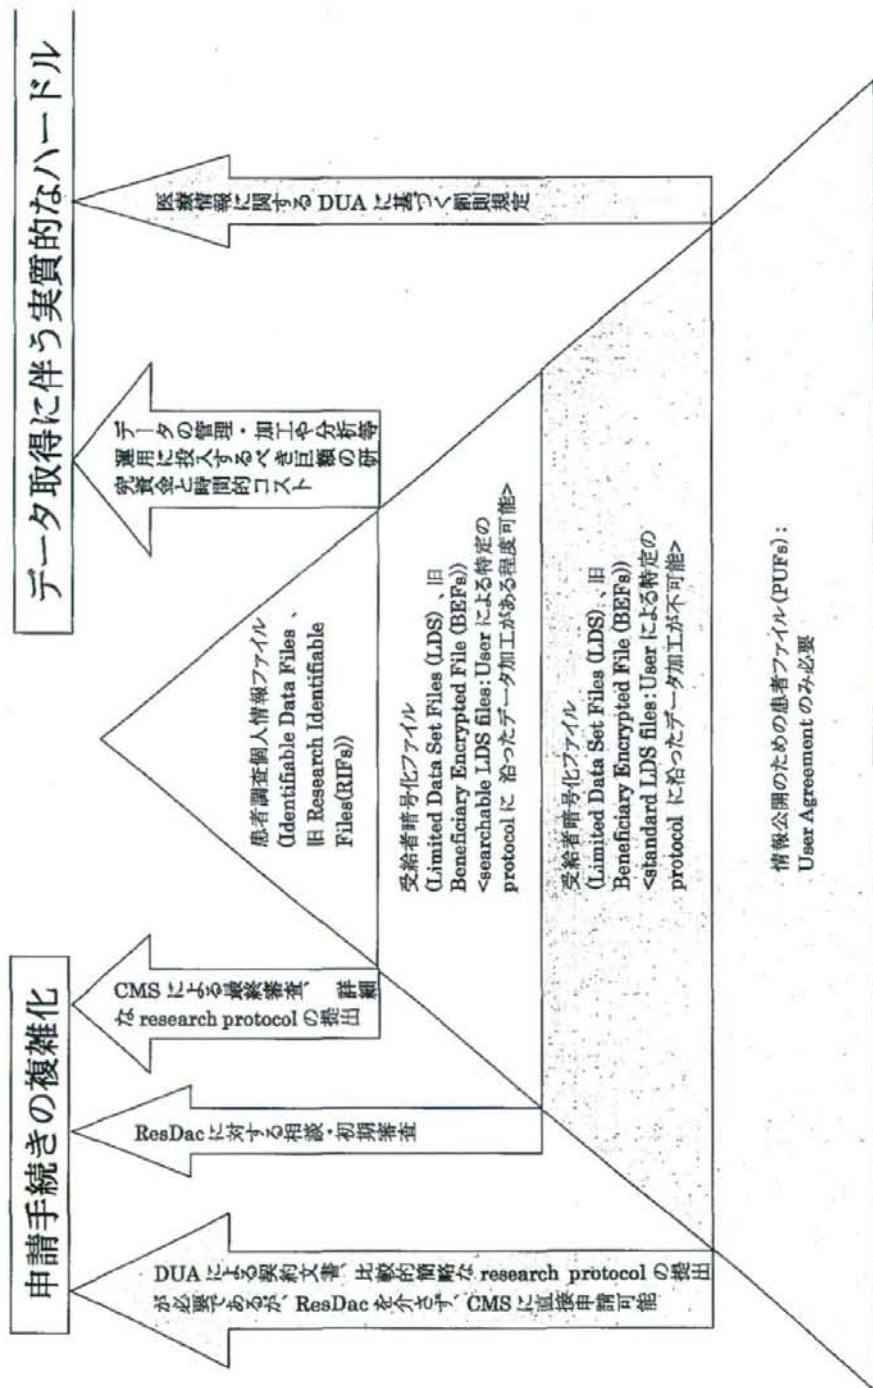 申請手続きの複雑化
データ取得に伴う実質的なハードル
DUAによる契約文書、比較的簡略な research protocol の提出
が必要であるが、ResDac を介さず、CMS に直接申請可能
ResDac に対する相談・初期審査
CMS による最終審査、 詳細
な research protocol の提出
データの管理・加工や分析等
運用に投入するべき巨額の研
究資金と時間的コスト
医療情報に関する DUA に基づく罰則規定
患者調査個人情報ファイル
(Identifiable Data Files 、
旧 Research Identifiable
Files(RIFs))
受給者暗号化ファイル
(Limited Data Set Files (LDS) 、旧
Beneficiary Encrypted File (BEFs))
<searchable LDS files: User による特定の
protocol に 沿ったデータ加工がある程度可能>
受給者暗号化ファイル
(Limited Data Set Files (LDS)、旧
Beneficiary Encrypted File (BEFs))
<standard LDS files: User による特定の
protocol に沿ったデータ加工が不可能>
情報公開のための患者ファイル(PUFs) :
User Agreement のみ必要